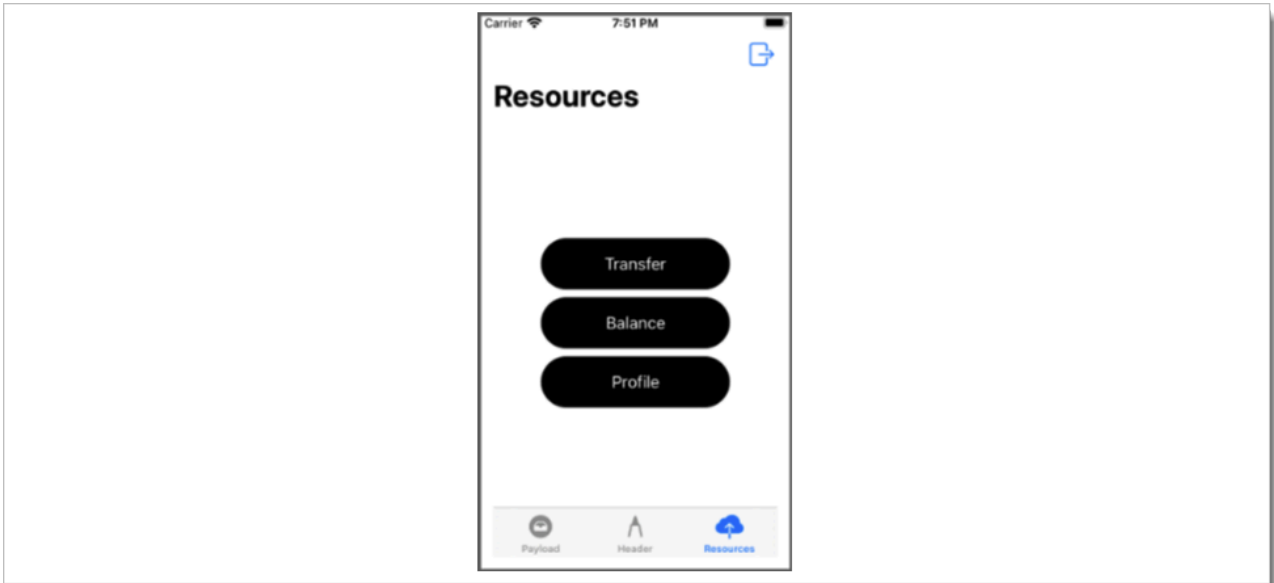 Carrier 7:51 PM
Resources
Transfer
Balance
Profile
Payload Header Resources